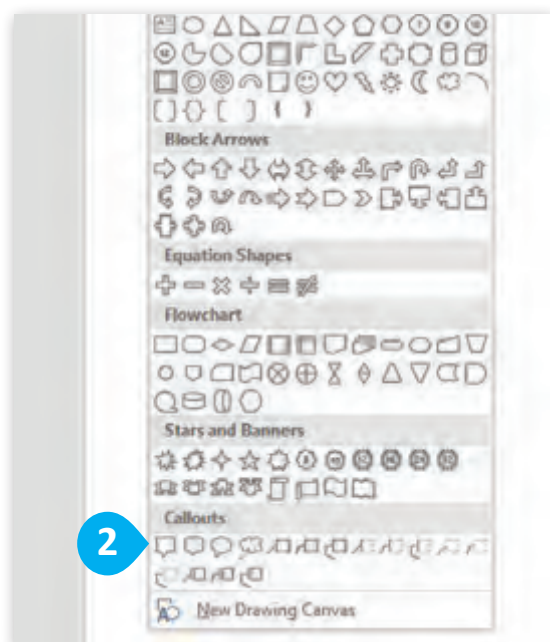 Block Arrows
Equation Shapes
Flowchart
Stars and Banners
Callouts
2
New Drawing Canvas